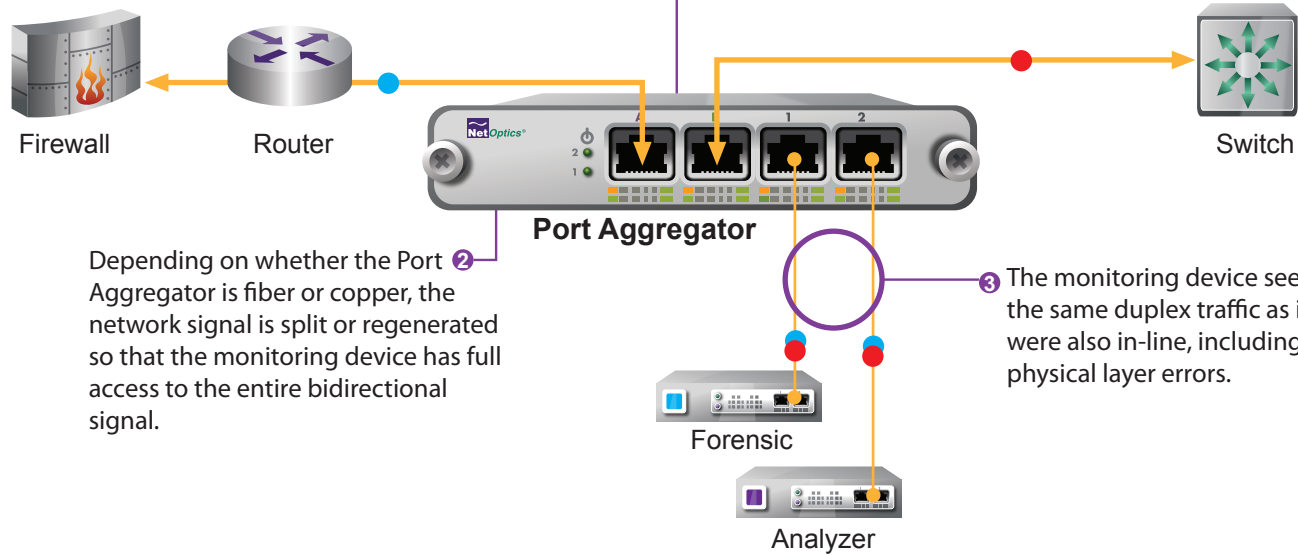 Firewall
Router
Switch
NetOptics®
A
B
1
2
2
1
Port Aggregator
Depending on whether the Port 2
Aggregator is fiber or copper, the
network signal is split or regenerated
so that the monitoring device has full
access to the entire bidirectional
signal.
3 The monitoring device see
the same duplex traffic as i
were also in-line, including
physical layer errors.
Forensic
Analyzer